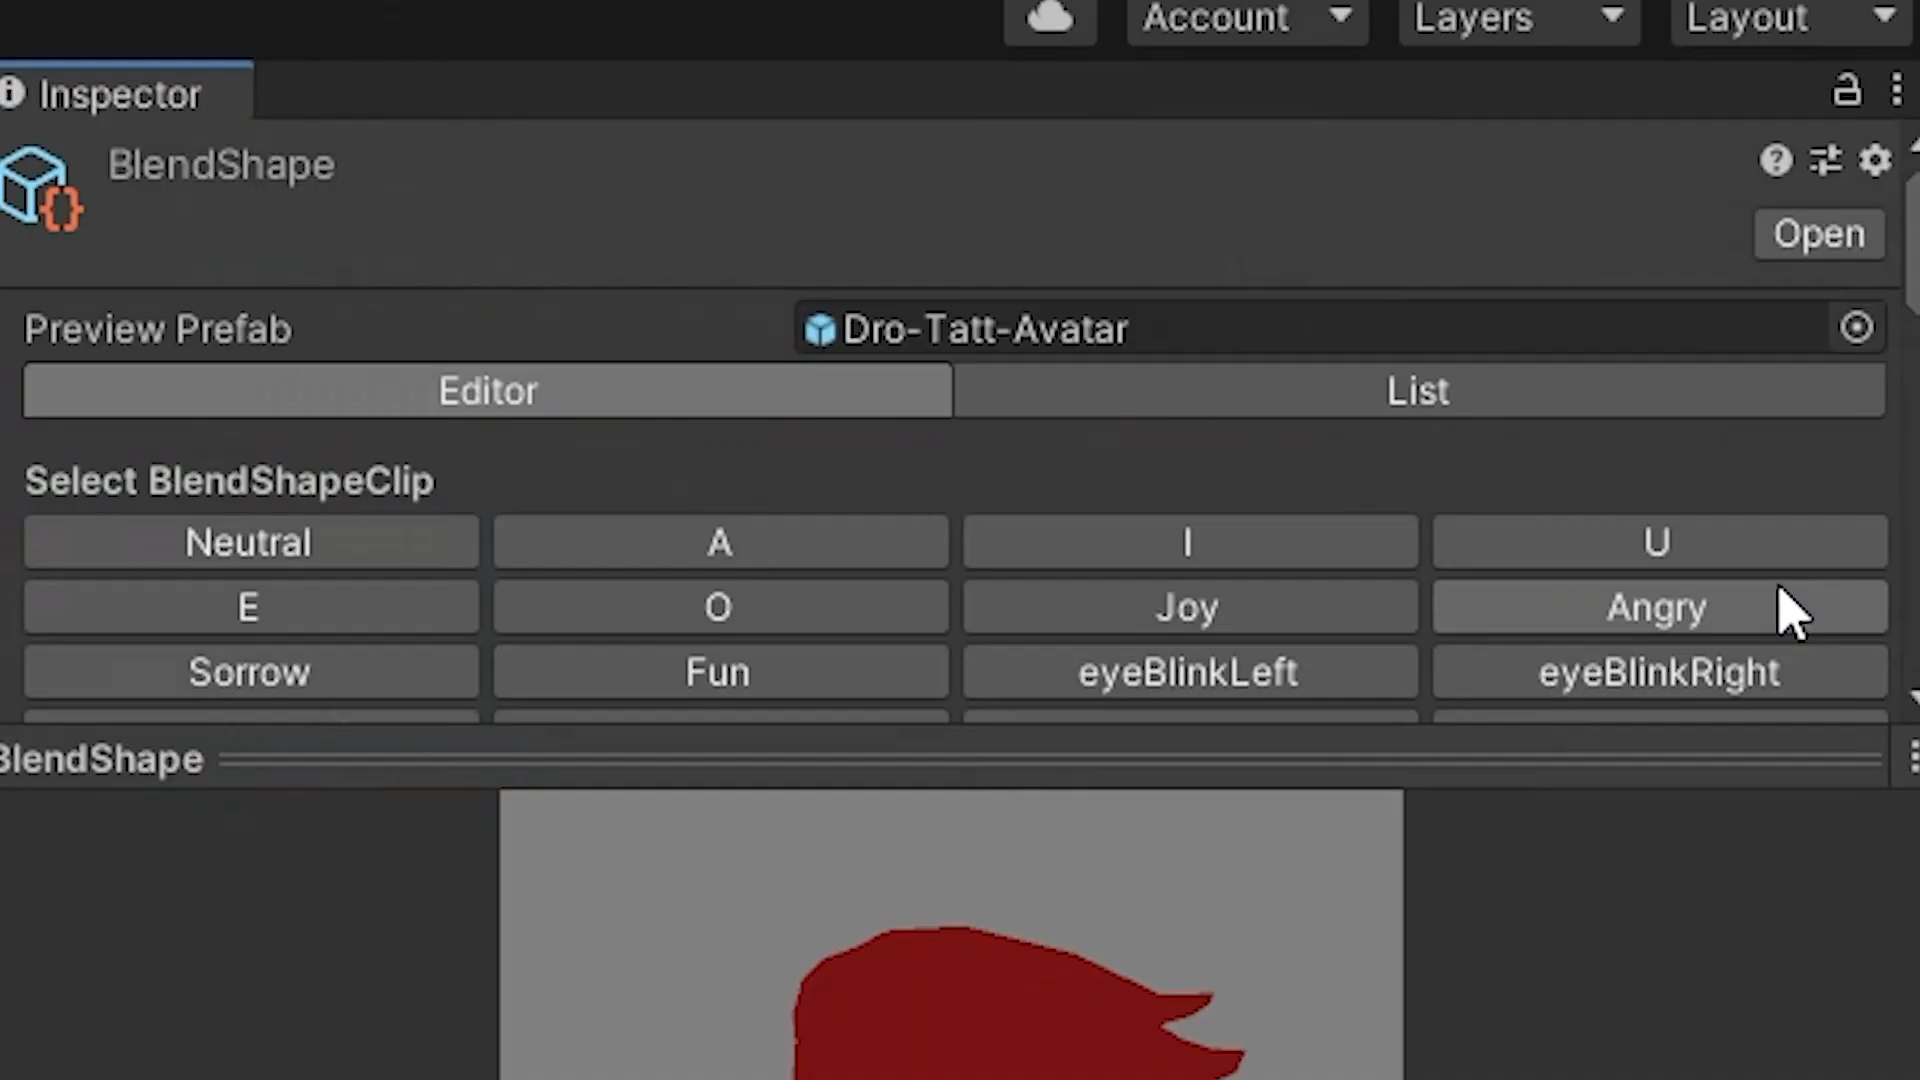 Account Layers Layout
Inspector
BlendShape
Open
Preview Prefab Dro-Tatt-Avatar
Editor List
Select BlendShapeClip
Neutral A I U
E O Joy Angry
Sorrow Fun eyeBlinkLeft eyeBlinkRight
BlendShape